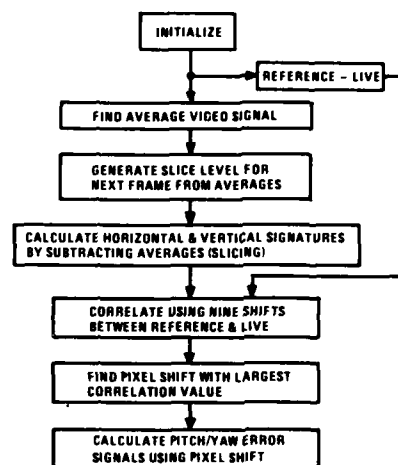 INITIALIZE
REFERENCE - LIVE
FIND AVERAGE VIDEO SIGNAL
GENERATE SLICE LEVEL FOR
NEXT FRAME FROM AVERAGES
CALCULATE HORIZONTAL & VERTICAL SIGNATURES
BY SUBTRACTING AVERAGES (SLICING)
CORRELATE USING NINE SHIFTS
BETWEEN REFERENCE & LIVE
FIND PIXEL SHIFT WITH LARGEST
CORRELATION VALUE
CALCULATE PITCH/YAW ERROR
SIGNALS USING PIXEL SHIFT